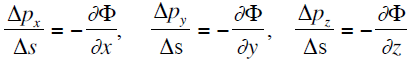 Δp_x/Δs = −∂Φ/∂x, Δp_y/Δs = −∂Φ/∂y, Δp_z/Δs = −∂Φ/∂z